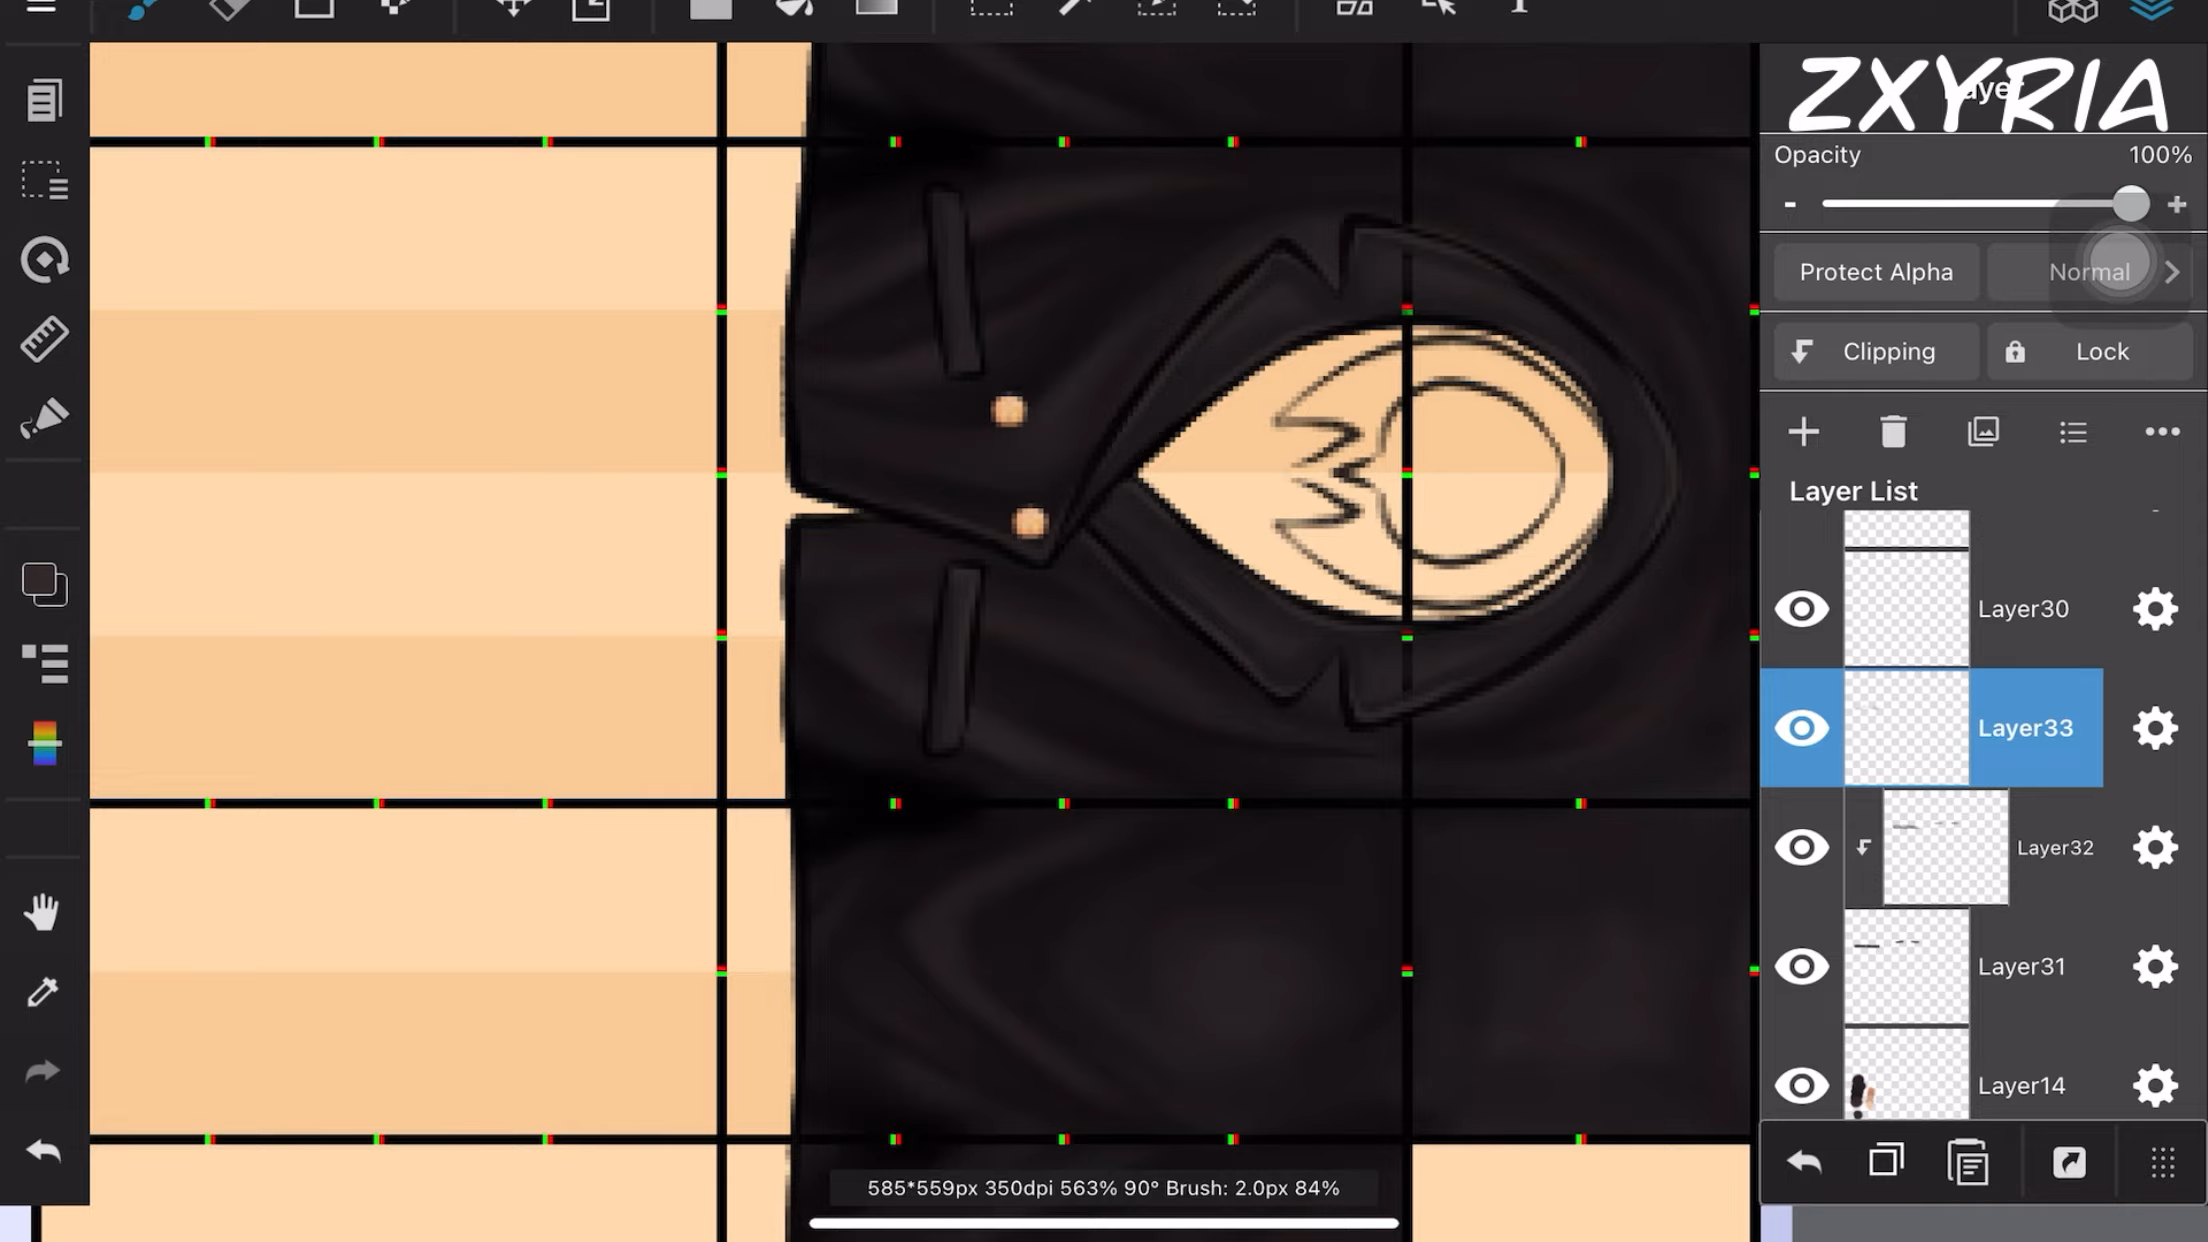 ZXYRIA
Layer
Opacity 100%
Protect Alpha Normal
Clipping Lock
Layer List
Layer30
Layer33
Layer32
Layer31
Layer14
585*559px 350dpi 563% 90° Brush: 2.0px 84%